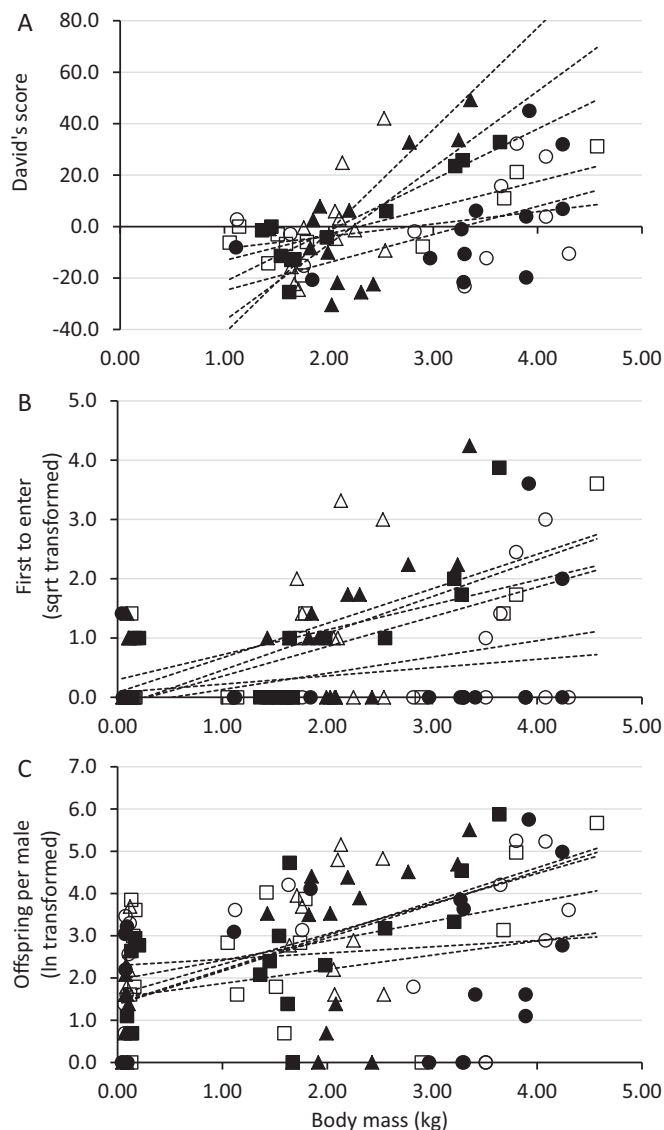 A
80.0
60.0
40.0
20.0
0.0
-20.0
-40.0
David's score
0.00 1.00 2.00 3.00 4.00 5.00
B
5.0
4.0
3.0
2.0
1.0
0.0
First to enter
(sqrt transformed)
0.00 1.00 2.00 3.00 4.00 5.00
C
7.0
6.0
5.0
4.0
3.0
2.0
1.0
0.0
Offspring per male
(ln transformed)
0.00 1.00 2.00 3.00 4.00 5.00
Body mass (kg)